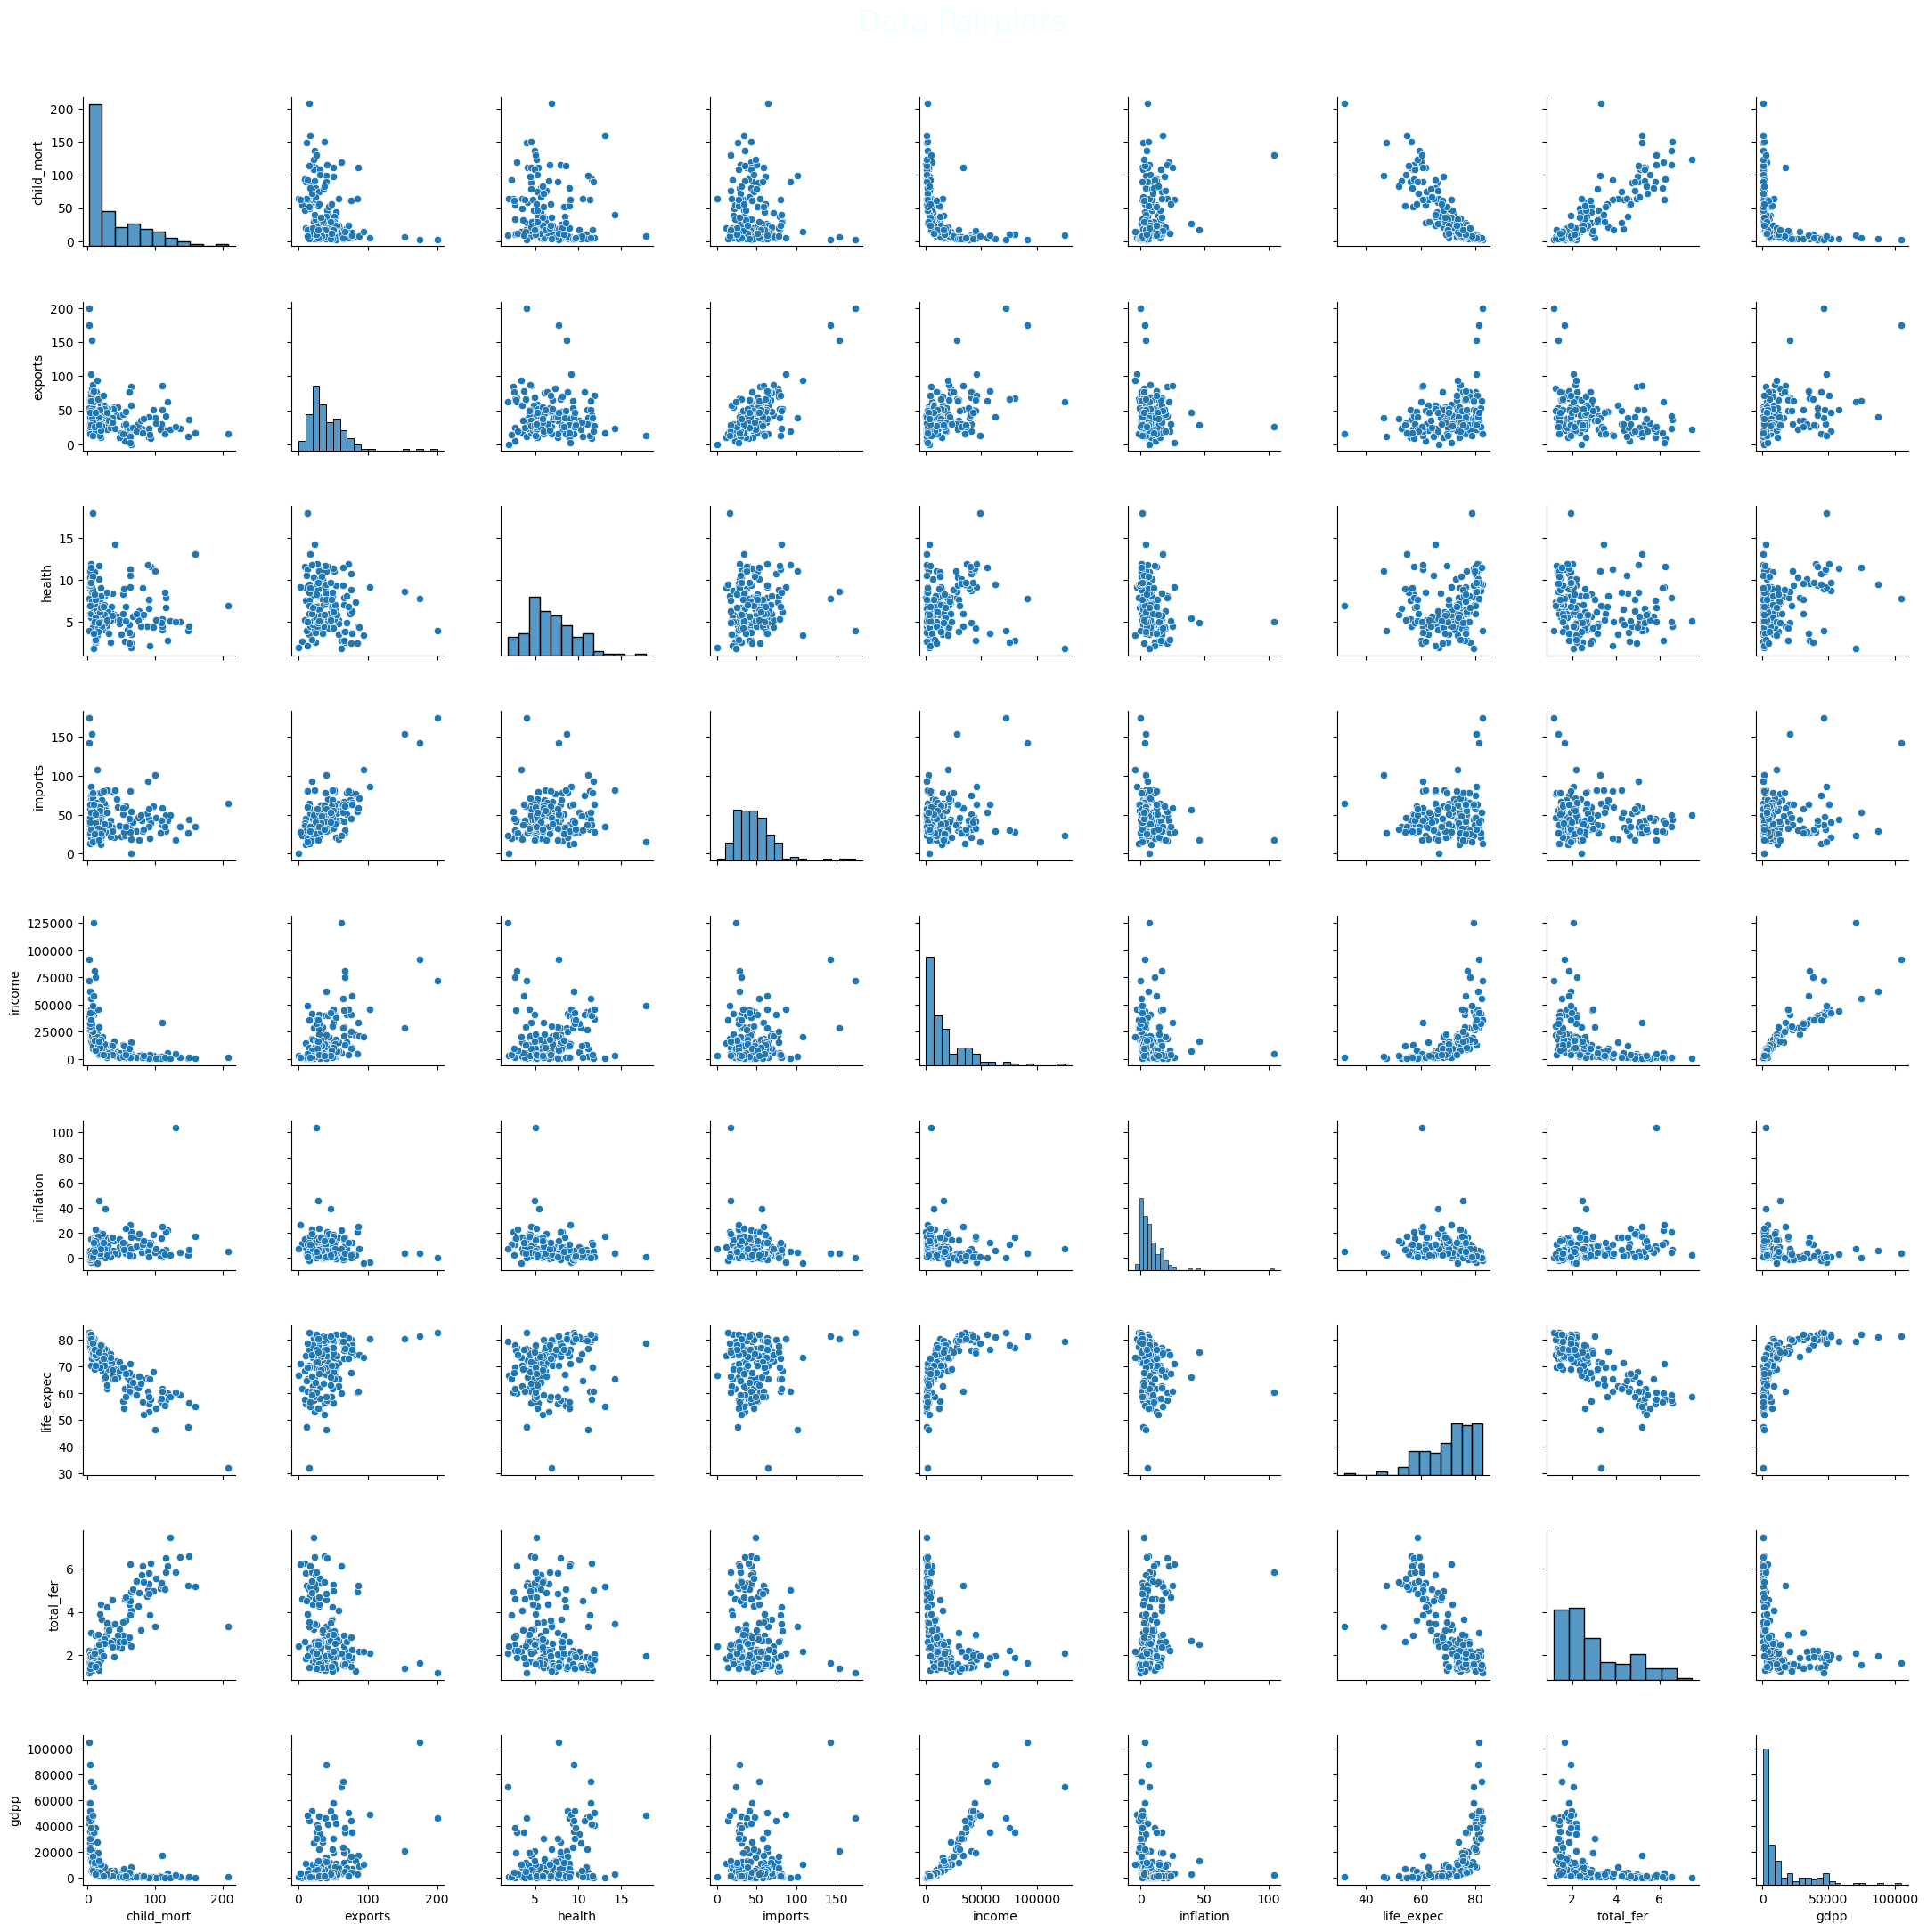 Data Pairplots
200
150
100
50
0
child_mort
200
150
100
50
0
exports
15
10
5
health
150
100
50
0
imports
125000
100000
75000
50000
25000
0
income
100
80
60
40
20
0
inflation
80
70
60
50
40
30
life_expec
6
4
2
total_fer
100000
80000
60000
40000
20000
0
gdpp
0 100 200
0 100 200
5 10 15
0 50 100 150
0 50000 100000
0 50 100
40 60 80
2 4 6
0 50000 100000
child_mort exports health imports income inflation life_expec total_fer gdpp